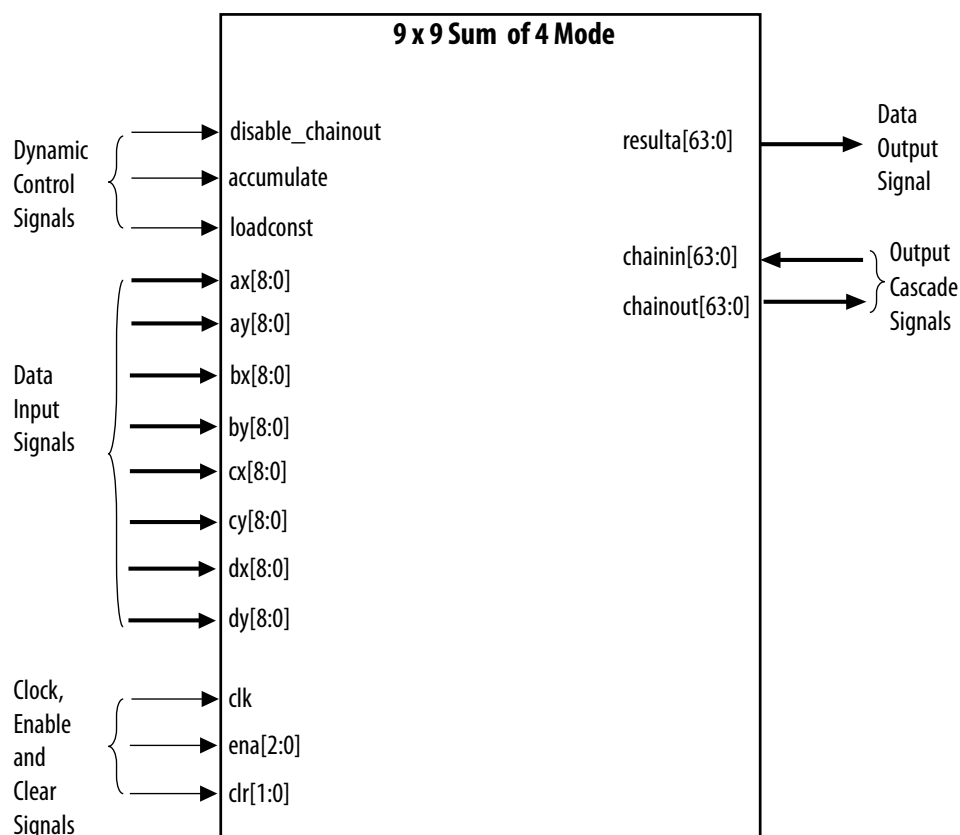 9 x 9 Sum of 4 Mode
Dynamic
Control
Signals
disable_chainout
accumulate
loadconst
Data
Input
Signals
ax[8:0]
ay[8:0]
bx[8:0]
by[8:0]
cx[8:0]
cy[8:0]
dx[8:0]
dy[8:0]
Clock,
Enable
and
Clear
Signals
clk
ena[2:0]
clr[1:0]
resulta[63:0]
Data
Output
Signal
chainin[63:0]
chainout[63:0]
Output
Cascade
Signals